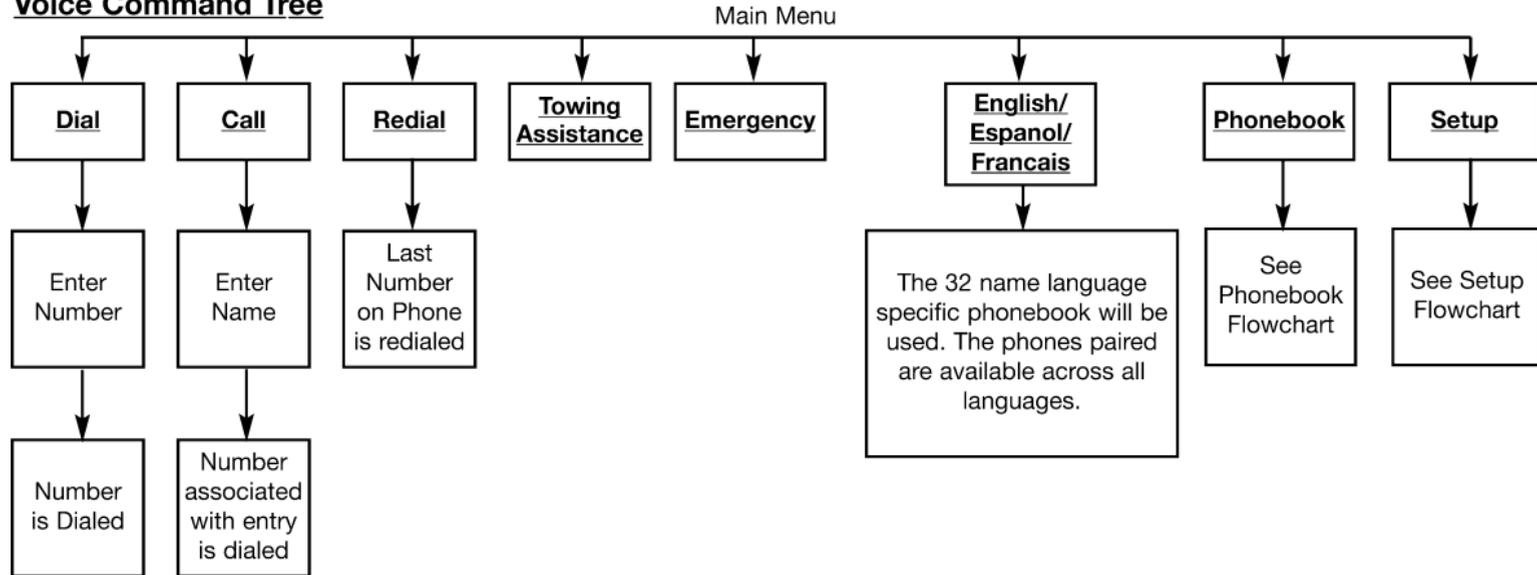 Voice Command Tree
Main Menu
Dial
Call
Redial
Towing
Assistance
Emergency
English/
Espanol/
Francais
Phonebook
Setup
Enter
Number
Enter
Name
Last
Number
on Phone
is redialed
The 32 name language
specific phonebook will be
used. The phones paired
are available across all
languages.
See
Phonebook
Flowchart
See Setup
Flowchart
Number
is Dialed
Number
associated
with entry
is dialed